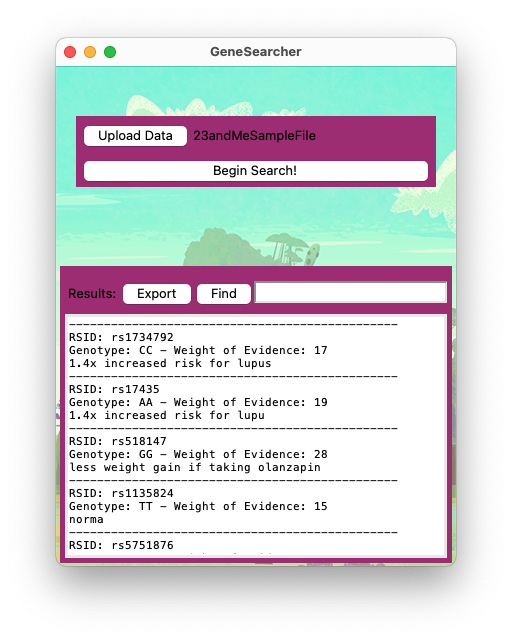 GeneSearcher
Upload Data 23andMeSampleFile
Begin Search!
Results: Export Find
------------------------------------------------
RSID: rs1734792
Genotype: CC - Weight of Evidence: 17
1.4x increased risk for lupus
------------------------------------------------
RSID: rs17435
Genotype: AA - Weight of Evidence: 19
1.4x increased risk for lupu
------------------------------------------------
RSID: rs518147
Genotype: GG - Weight of Evidence: 28
less weight gain if taking olanzapin
------------------------------------------------
RSID: rs1135824
Genotype: TT - Weight of Evidence: 15
norma
------------------------------------------------
RSID: rs5751876